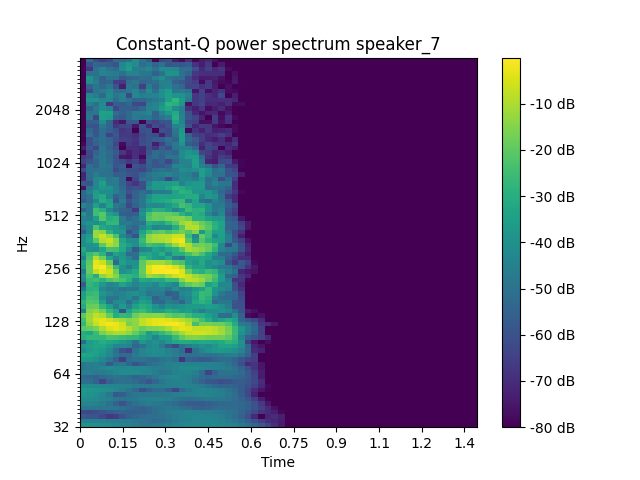 Constant-Q power spectrum speaker_7
Hz
2048
1024
512
256
128
64
32
0 0.15 0.3 0.45 0.6 0.75 0.9 1.1 1.2 1.4
Time
-10 dB
-20 dB
-30 dB
-40 dB
-50 dB
-60 dB
-70 dB
-80 dB